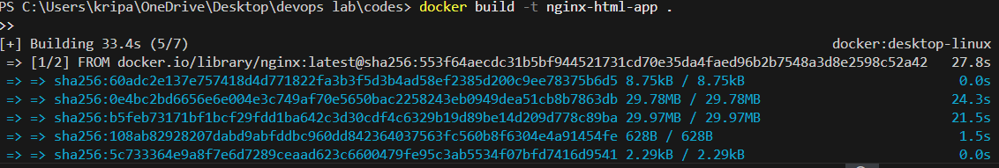 PS C:\Users\kripa\OneDrive\Desktop\devops lab\codes> docker build -t nginx-html-app .
>>
[+] Building 33.4s (5/7) docker:desktop-linux
=> [1/2] FROM docker.io/library/nginx:latest@sha256:553f64aecdc31b5bf944521731cd70e35da4faed96b2b7548a3d8e2598c52a42 27.8s
=> => sha256:60adc2e137e757418d4d771822fa3b3f5d3b4ad58ef2385d200c9ee78375b6d5 8.75kB / 8.75kB 0.0s
=> => sha256:0e4bc2bd6656e6e004e3c749af70e5650bac2258243eb0949dea51cb8b7863db 29.78MB / 29.78MB 24.3s
=> => sha256:b5feb73171bf1bcf29fdd1ba642c3d30cdf4c6329b19d89be14d209d778c89ba 29.97MB / 29.97MB 21.5s
=> => sha256:108ab82928207dabd9abfddbc960dd842364037563fc560b8f6304e4a91454fe 628B / 628B 1.5s
=> => sha256:5c733364e9a8f7e6d7289ceaad623c6600479fe95c3ab5534f07bfd7416d9541 2.29kB / 2.29kB 0.0s